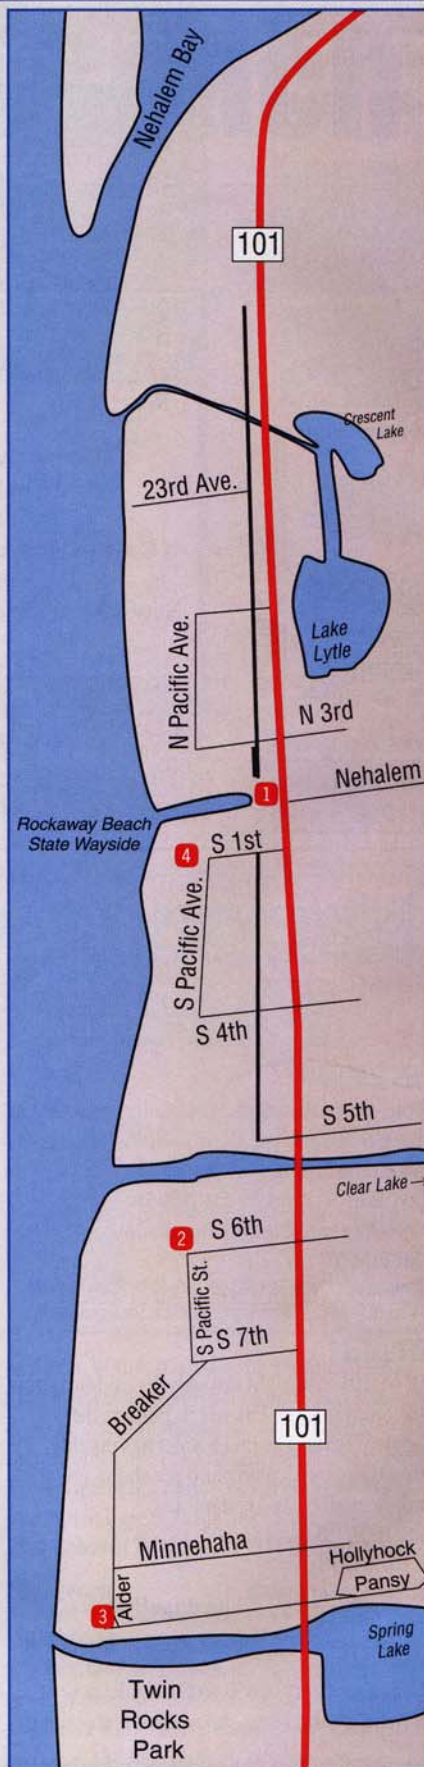 Nehalem Bay
101
Crescent
Lake
23rd Ave.
Lake
Lytle
N Pacific Ave.
N 3rd
Nehalem
1
Rockaway Beach
State Wayside
4
S 1st
S Pacific Ave.
S 4th
S 5th
Clear Lake
2
S 6th
S Pacific St.
S 7th
Breaker
101
Minnehaha
Hollyhock
Pansy
Alder
3
Spring
Lake
Twin
Rocks
Park